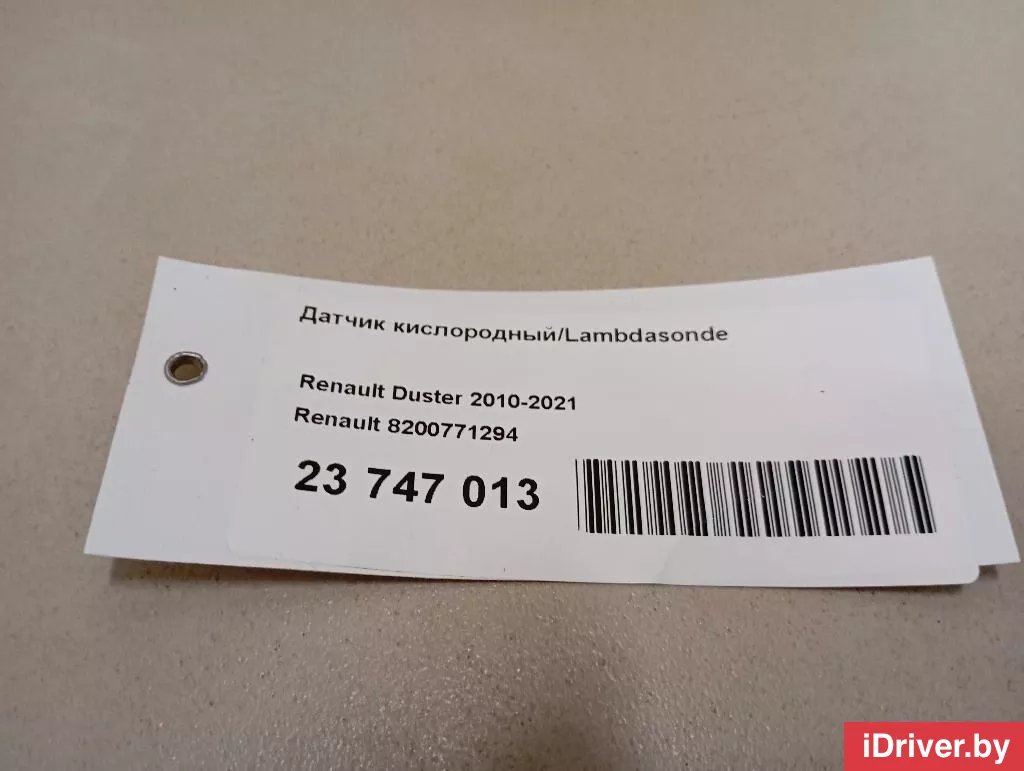 Датчик кислородный/Lambdasonde
Renault Duster 2010-2021
Renault 8200771294
23 747 013
iDriver.by